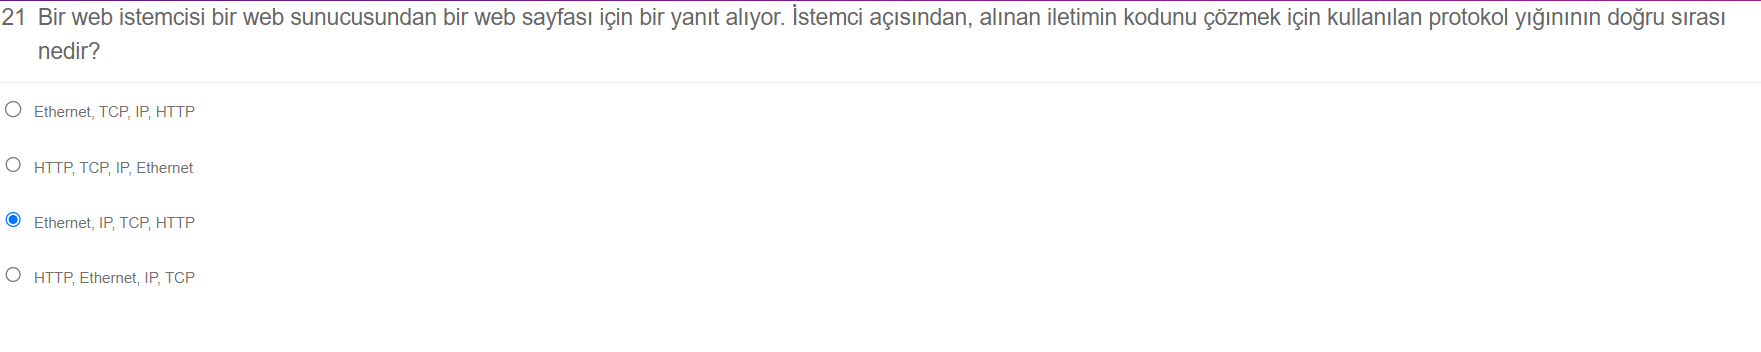 21 Bir web istemcisi bir web sunucusundan bir web sayfası için bir yanıt alıyor. İstemci açısından, alınan iletimin kodunu çözmek için kullanılan protokol yığınının doğru sırası
nedir?
Ethernet, TCP, IP, HTTP
HTTP, TCP, IP, Ethernet
Ethernet, IP, TCP, HTTP
HTTP, Ethernet, IP, TCP